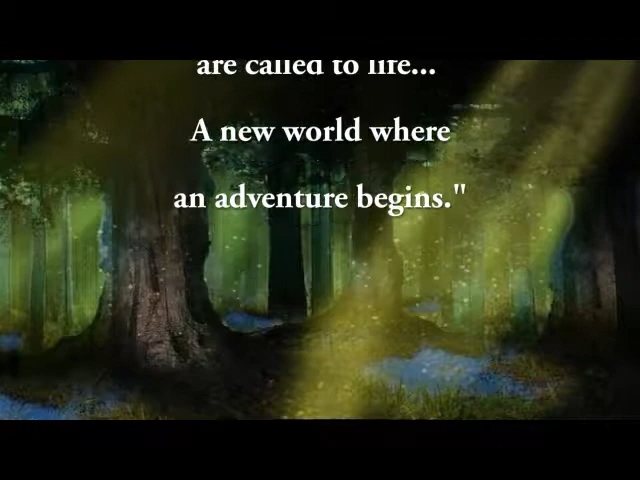 are called to life...
A new world where
an adventure begins."